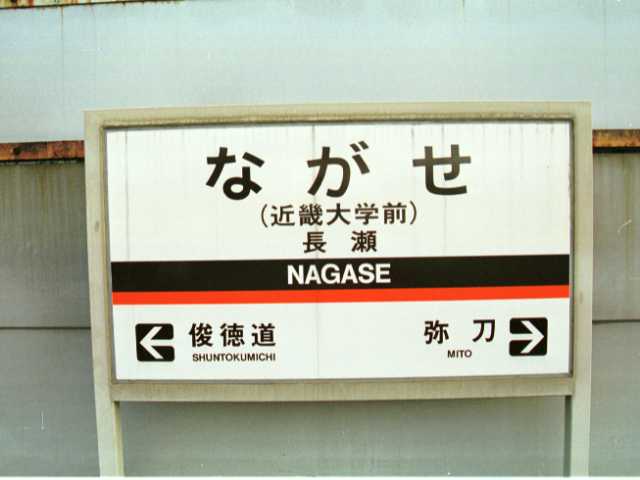 ながせ
(近畿大学前)
長瀬
NAGASE
← 俊徳道 弥刀 →
SHUNTOKUMICHI MITO